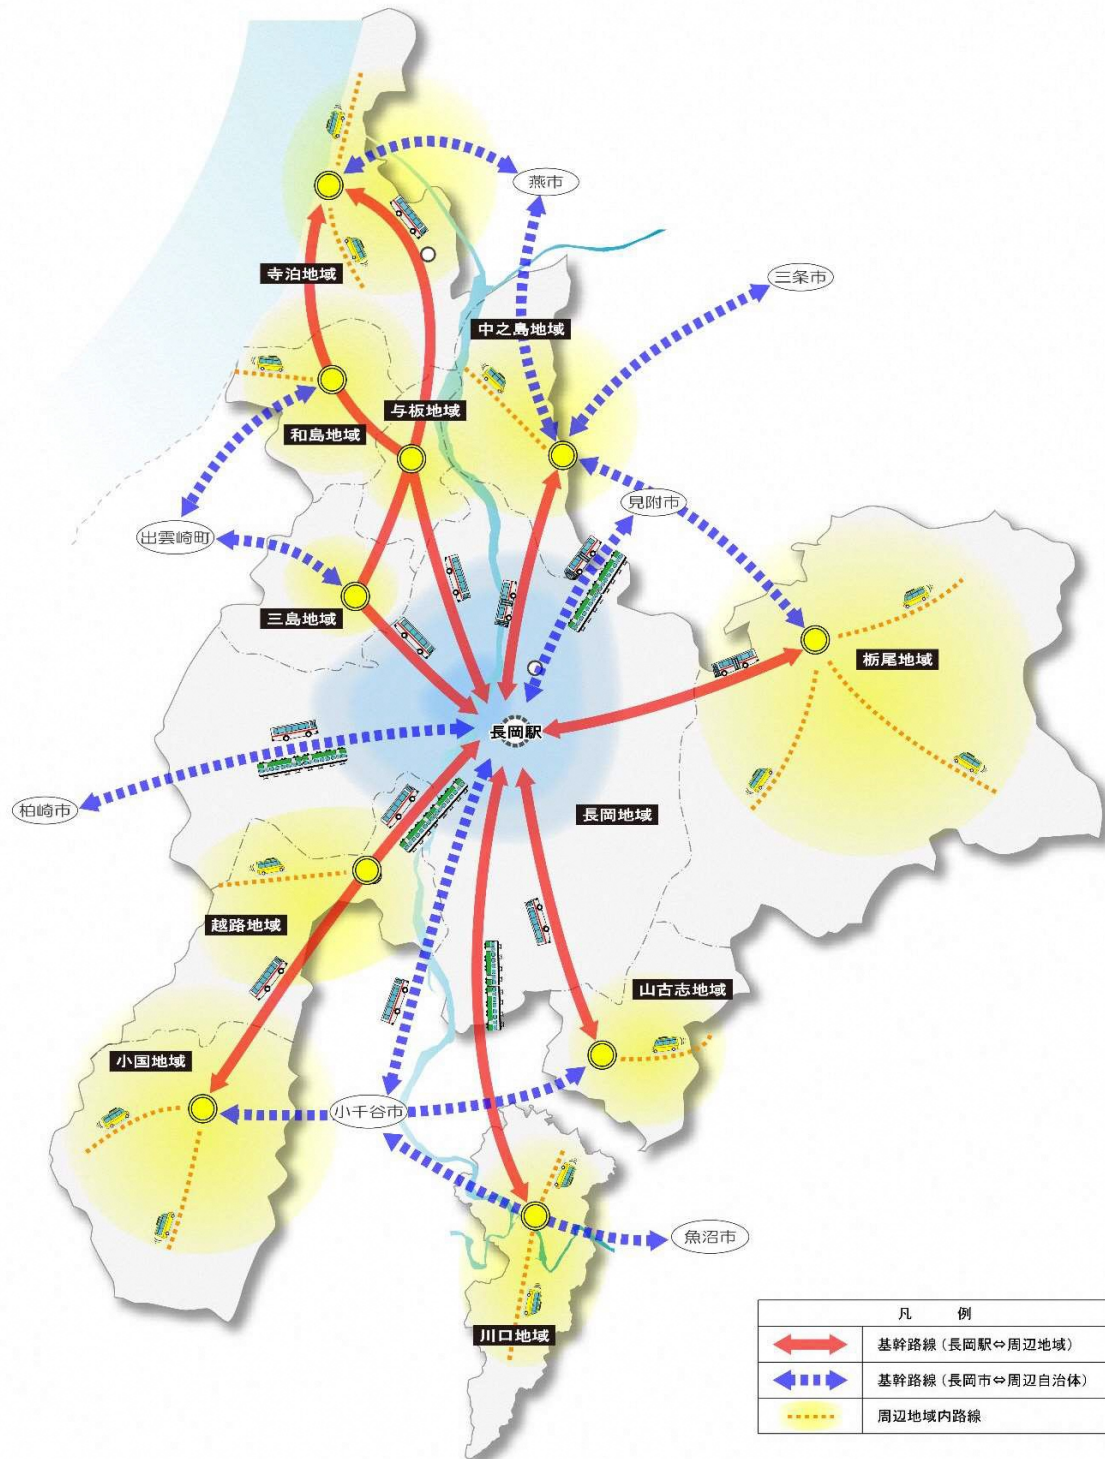 燕市
寺泊地域
三条市
中之島地域
与板地域
和島地域
見附市
出雲崎町
三島地域
栃尾地域
長岡駅
柏崎市
長岡地域
越路地域
山古志地域
小国地域
小千谷市
魚沼市
川口地域
凡 例
基幹路線（長岡駅⇔周辺地域）
基幹路線（長岡市⇔周辺自治体）
周辺地域内路線